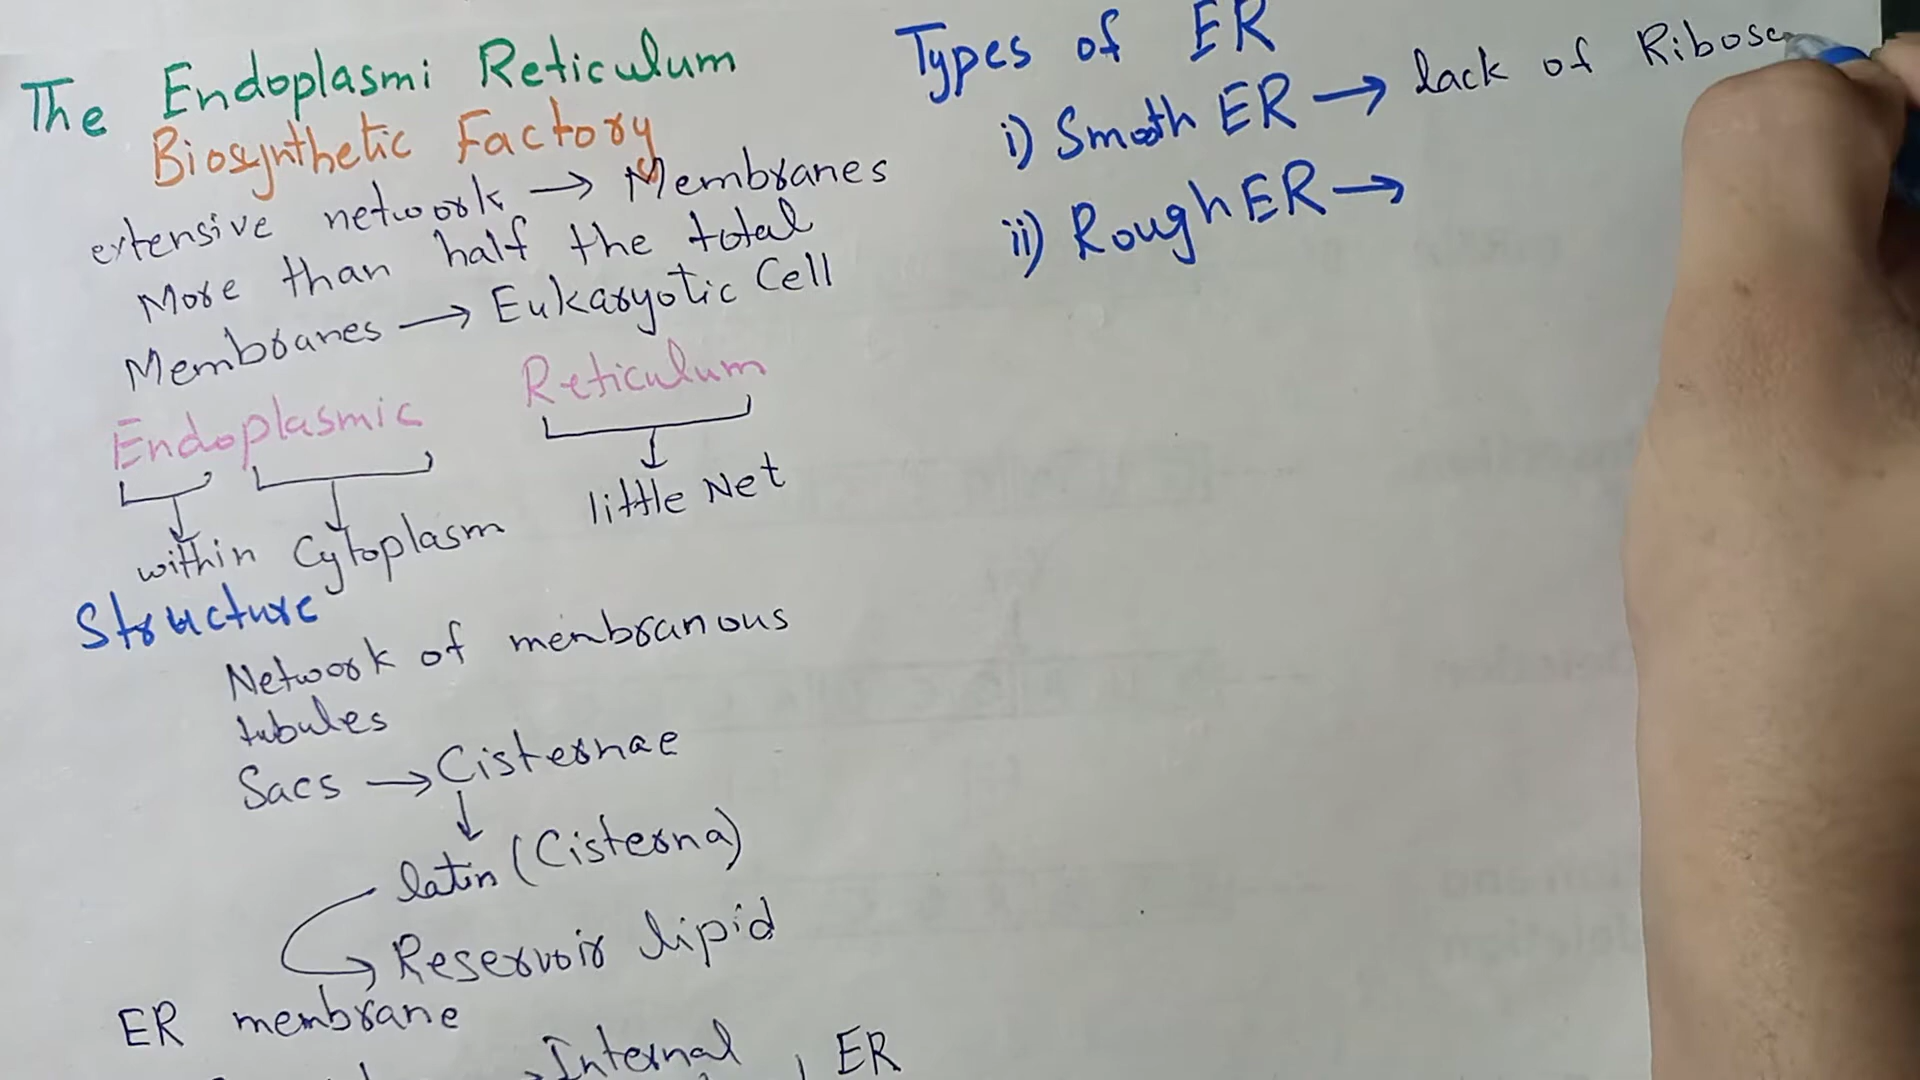 The Endoplasmi Reticulum
Biosynthetic Factory
extensive network → Membranes
More than half the total
Membranes → Eukaryotic Cell
Endoplasmic Reticulum
within Cytoplasm little Net
Structure
Network of membranous
tubules
Sacs → Cisternae
latin (Cisterna)
Reservoir lipid
ER membrane
Internal ER
Types of ER
i) Smooth ER → lack of Riboso
ii) Rough ER →